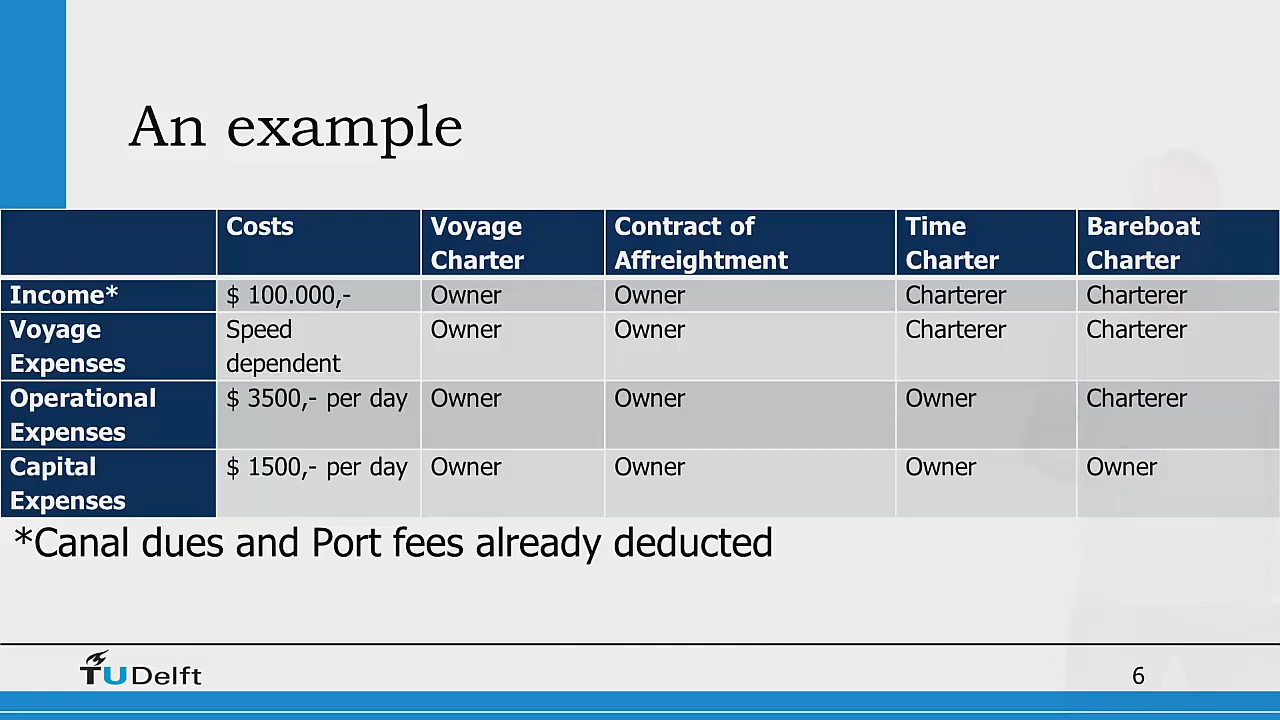 An example
Costs
Voyage Charter
Contract of Affreightment
Time Charter
Bareboat Charter
Income*
$ 100.000,-
Owner
Owner
Charterer
Charterer
Voyage Expenses
Speed dependent
Owner
Owner
Charterer
Charterer
Operational Expenses
$ 3500,- per day
Owner
Owner
Owner
Charterer
Capital Expenses
$ 1500,- per day
Owner
Owner
Owner
Owner
*Canal dues and Port fees already deducted
TU Delft
6